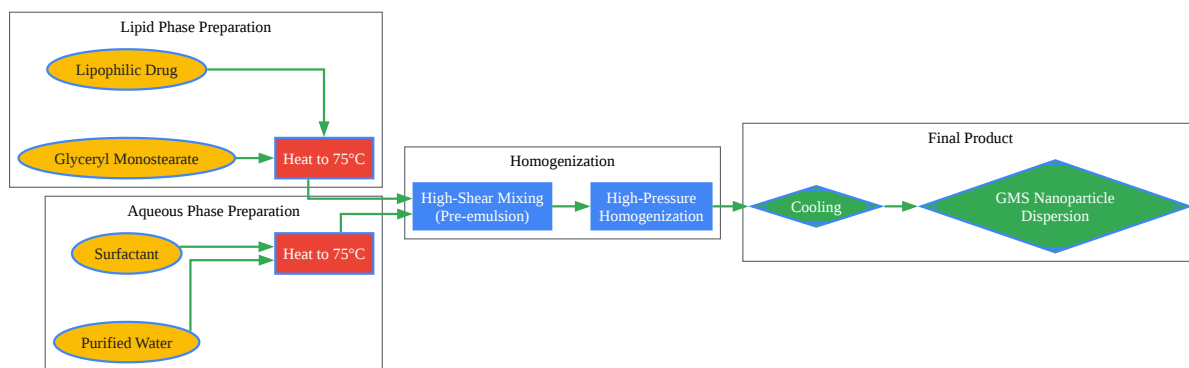 Lipid Phase Preparation
Lipophilic Drug
Glyceryl Monostearate
Heat to 75°C
Aqueous Phase Preparation
Surfactant
Purified Water
Heat to 75°C
Homogenization
High-Shear Mixing
(Pre-emulsion)
High-Pressure
Homogenization
Final Product
Cooling
GMS Nanoparticle
Dispersion